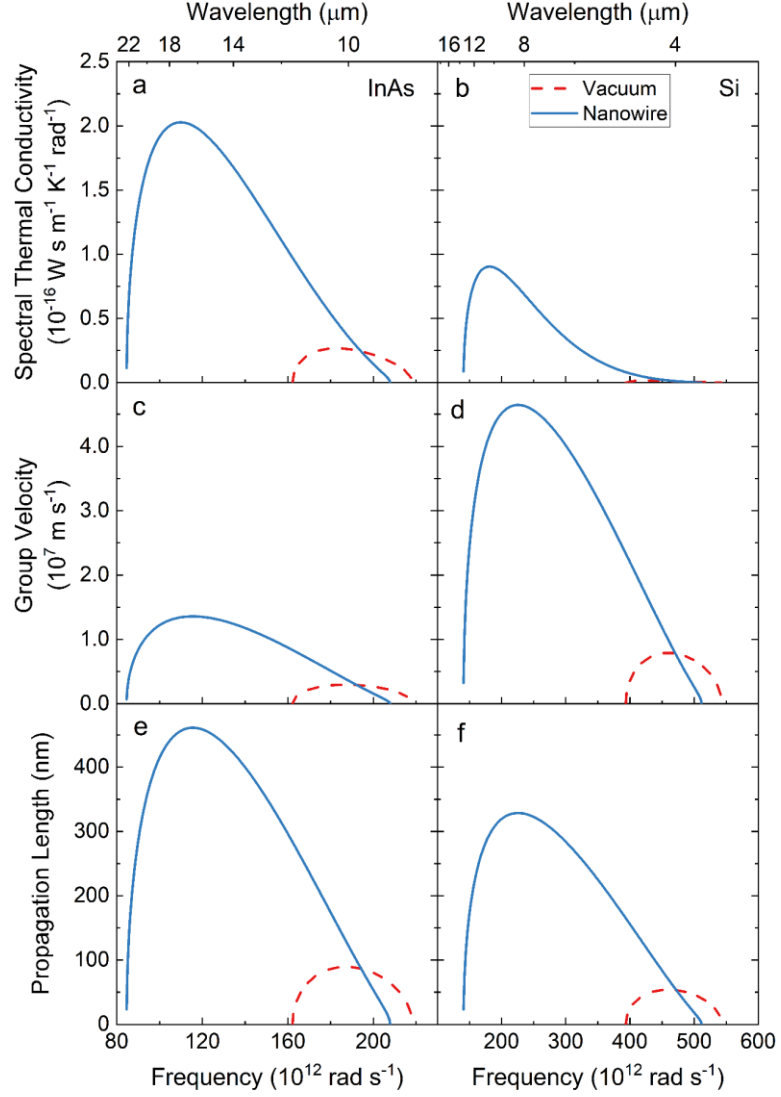 Wavelength (μm) Wavelength (μm)
22 18 14 10 16 12 8 4
2.5
a InAs b Si
Vacuum
Nanowire
2.0
1.5
1.0
0.5
0.0
Spectral Thermal Conductivity
(10⁻¹⁶ W s m⁻¹ K⁻¹ rad⁻¹)
c d
4.0
3.0
2.0
1.0
0.0
Group Velocity
(10⁷ m s⁻¹)
e f
400
300
200
100
0
Propagation Length (nm)
80 120 160 200 200 300 400 500 600
Frequency (10¹² rad s⁻¹) Frequency (10¹² rad s⁻¹)